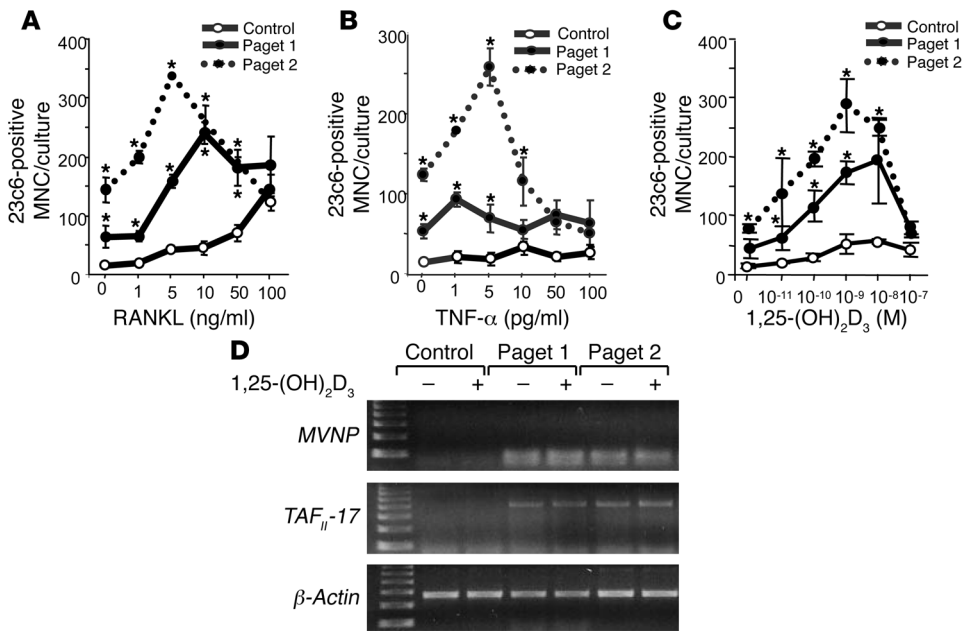 A
Control
Paget 1
Paget 2
400
300
200
100
0
23c6-positive
MNC/culture
0 1 5 10 50 100
RANKL (ng/ml)
* * * * * * * * *
B
Control
Paget 1
Paget 2
300
200
100
0
23c6-positive
MNC/culture
0 1 5 10 50 100
TNF-α (pg/ml)
* * * * * * *
C
Control
Paget 1
Paget 2
400
300
200
100
0
23c6-positive
MNC/culture
0 10⁻¹¹ 10⁻¹⁰ 10⁻⁹ 10⁻⁸ 10⁻⁷
1,25-(OH)₂D₃ (M)
* * * * * * * *
D
Control Paget 1 Paget 2
1,25-(OH)₂D₃ – + – + – +
MVNP
TAF_II-17
β-Actin